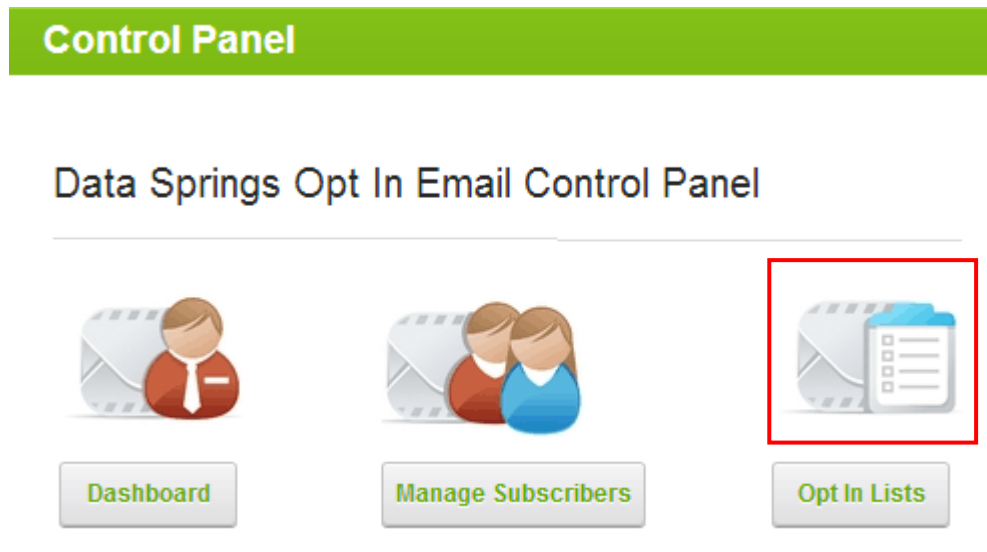 Control Panel
Data Springs Opt In Email Control Panel
Dashboard
Manage Subscribers
Opt In Lists